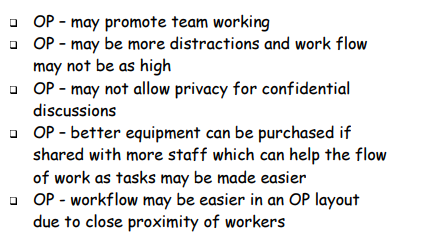 □ OP – may promote team working
□ OP – may be more distractions and work flow
may not be as high
□ OP – may not allow privacy for confidential
discussions
□ OP – better equipment can be purchased if
shared with more staff which can help the flow
of work as tasks may be made easier
□ OP - workflow may be easier in an OP layout
due to close proximity of workers